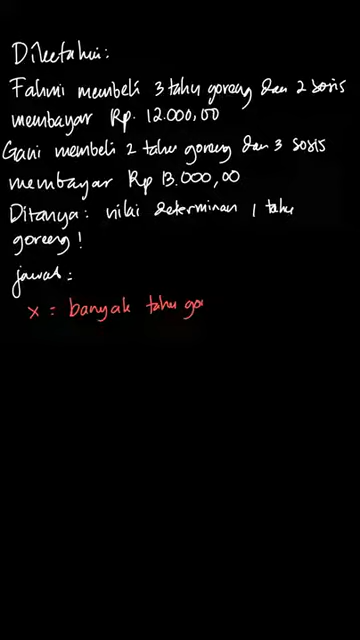 Diketahui:
Fahmi membeli 3 tahu goreng dan 2 sosis
membayar Rp. 12.000,00
Gani membeli 2 tahu goreng dan 3 sosis
membayar Rp 13.000,00
Ditanya: nilai determinan 1 tahu
goreng!
jawab:
x = banyak tahu go